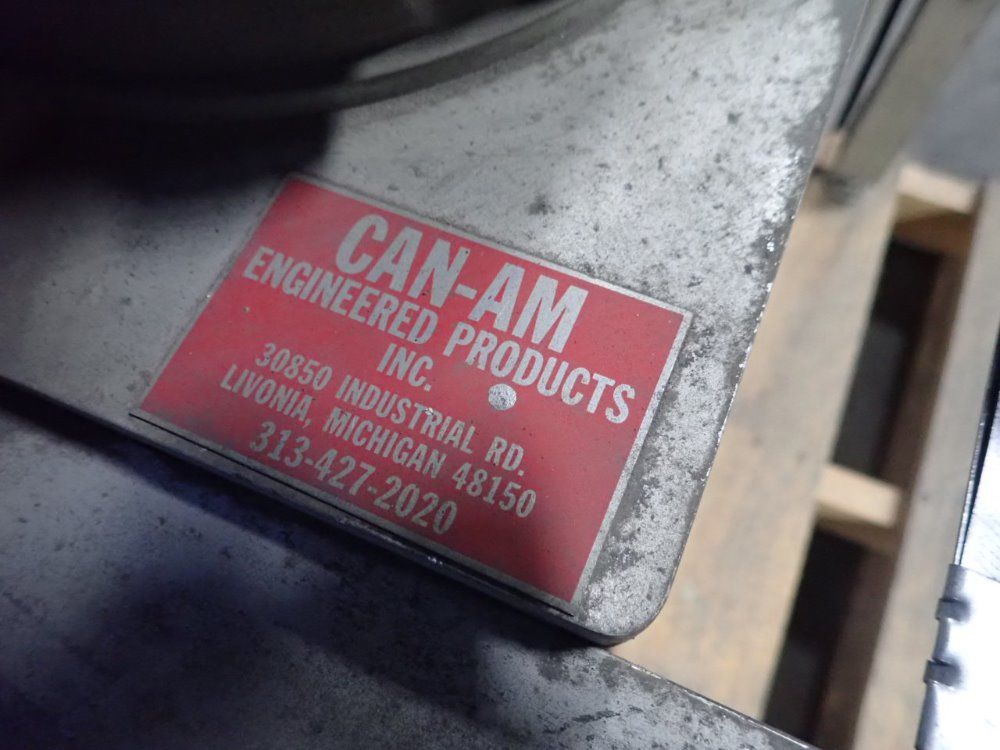 CAN-AM
ENGINEERED PRODUCTS
INC.
30850 INDUSTRIAL RD.
LIVONIA, MICHIGAN 48150
313-427-2020